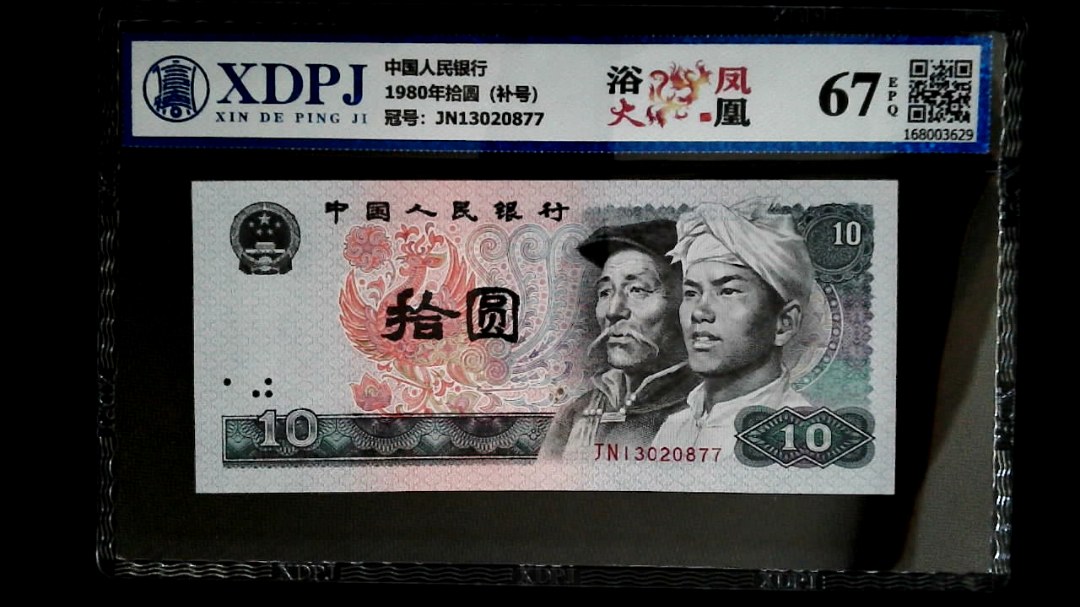 XDPJ
XIN DE PING JI
中国人民银行
1980年拾圆（补号）
冠号：JN13020877
浴火凤凰
67 EPQ
168003629
中国人民银行
10
拾圆
10
JN13020877
10
XDPJ XDPJ XDPJ